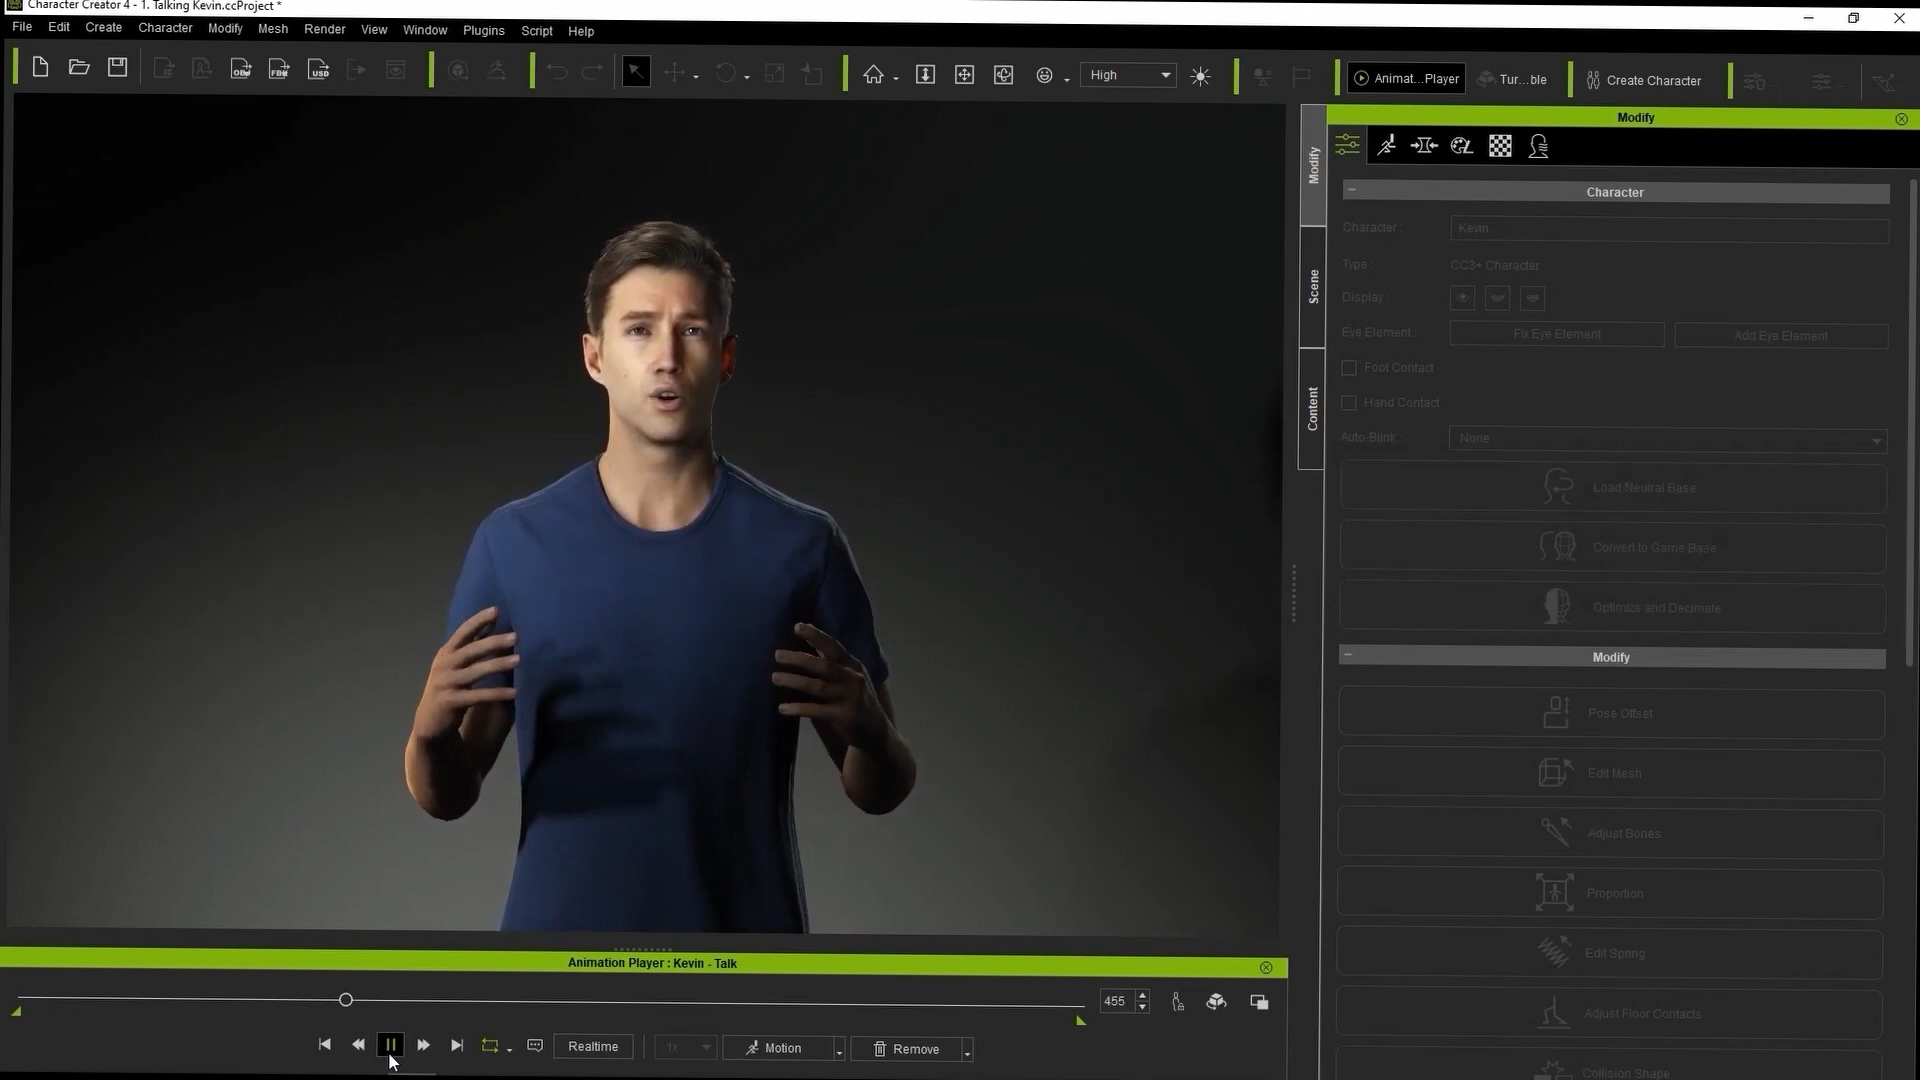 Character Creator 4 - 1. Talking Kevin.ccProject *
File Edit Create Character Modify Mesh Render View Window Plugins Script Help
OBJ FBX USD High Animat...Player Tur...ble Create Character
Modify
Modify
Scene
Content
Character
Character : Kevin
Type : CC3+ Character
Display :
Eye Element : Fix Eye Element Add Eye Element
Foot Contact
Hand Contact
Auto-Blink : None
Load Neutral Base
Convert to Game Base
Optimize and Decimate
Modify
Pose Offset
Edit Mesh
Adjust Bones
Proportion
Edit Spring
Adjust Floor Contacts
Collision Shape
Animation Player : Kevin - Talk
455
Realtime 1x Motion Remove